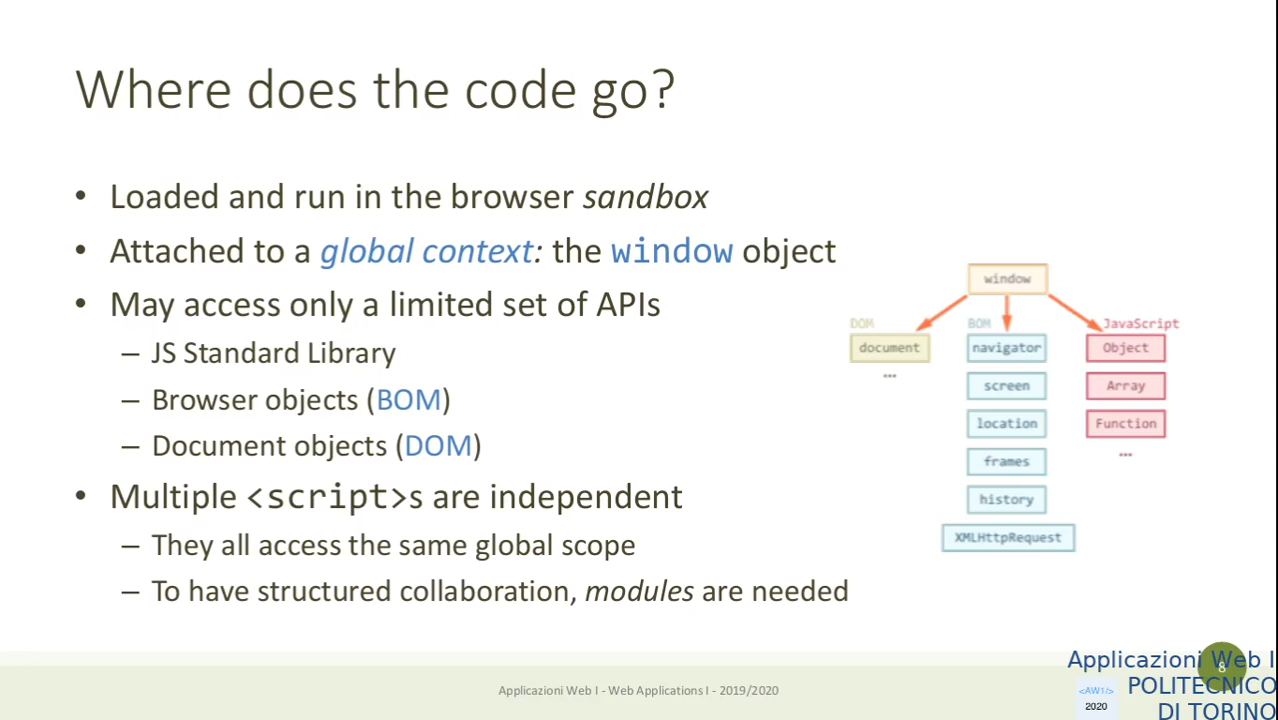 Where does the code go?
• Loaded and run in the browser sandbox
• Attached to a global context: the window object
• May access only a limited set of APIs
– JS Standard Library
– Browser objects (BOM)
– Document objects (DOM)
• Multiple <script>s are independent
– They all access the same global scope
– To have structured collaboration, modules are needed
window
DOM
document
...
BOM
navigator
screen
location
frames
history
XMLHttpRequest
JavaScript
Object
Array
Function
...
Applicazioni Web I - Web Applications I - 2019/2020
8
Applicazioni Web I
POLITECNICO
DI TORINO
<AW1/>
2020